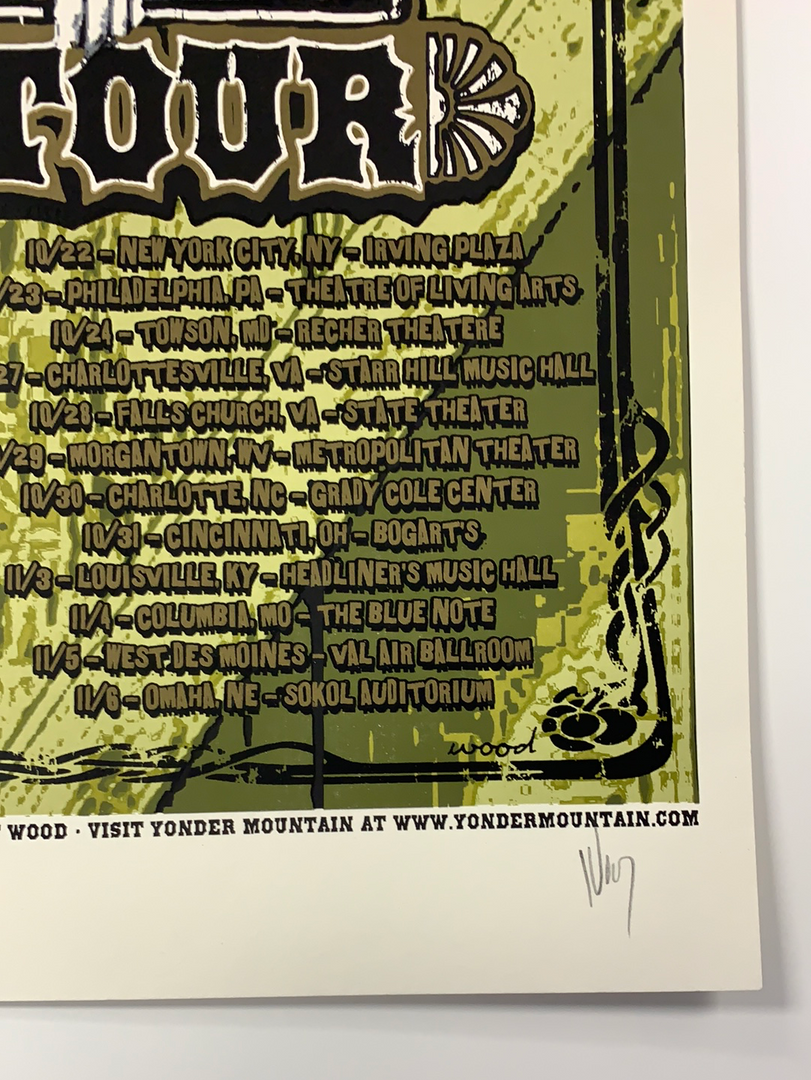 TOUR
10/22 - NEW YORK CITY, NY - IRVING PLAZA
/23 - PHILADELPHIA, PA - THEATRE OF LIVING ARTS
10/24 - TOWSON, MD - RECHER THEATERE
27 - CHARLOTTESVILLE, VA - STARR HILL MUSIC HALL
10/28 - FALLS CHURCH, VA - STATE THEATER
/29 - MORGANTOWN, WV - METROPOLITAN THEATER
10/30 - CHARLOTTE, NC - GRADY COLE CENTER
10/31 - CINCINNATI, OH - BOGART'S
11/3 - LOUISVILLE, KY - HEADLINER'S MUSIC HALL
11/4 - COLUMBIA, MO - THE BLUE NOTE
11/5 - WEST DES MOINES - VAL AIR BALLROOM
11/6 - OMAHA, NE - SOKOL AUDITORIUM
wood
WOOD · VISIT YONDER MOUNTAIN AT WWW.YONDERMOUNTAIN.COM